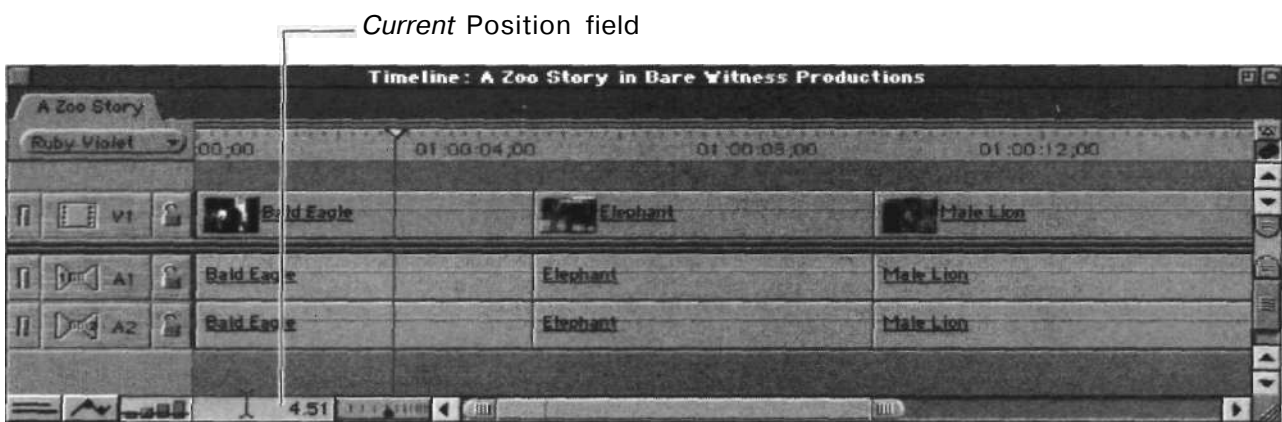 Current Position field
Timeline: A Zoo Story in Bare Witness Productions
A Zoo Story
Ruby Violet
00;00 01:00:04;00 01:00:08;00 01:00:12;00
V1 Bald Eagle Elephant Male Lion
A1 Bald Eagle Elephant Male Lion
A2 Bald Eagle Elephant Male Lion
4.51